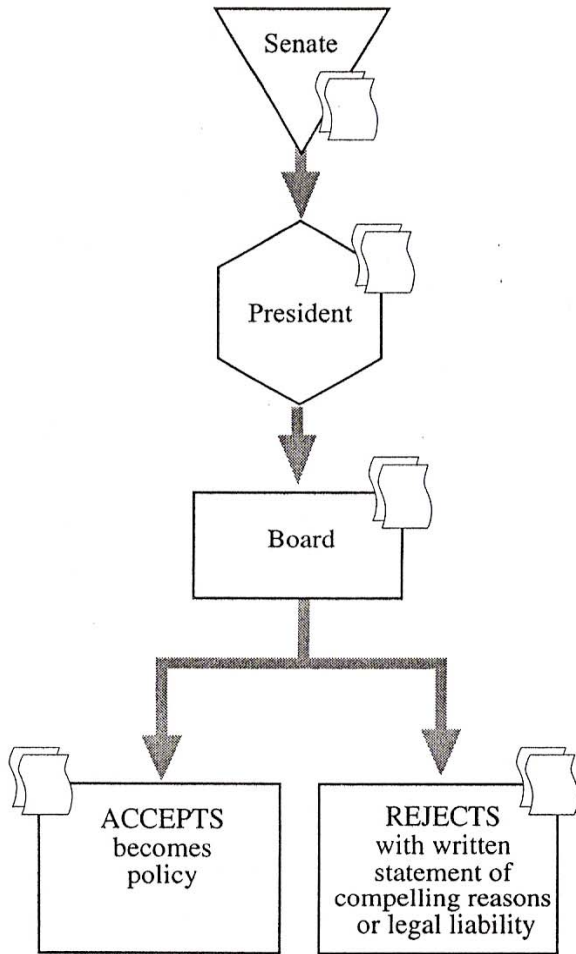 Senate
President
Board
ACCEPTS
becomes
policy
REJECTS
with written
statement of
compelling reasons
or legal liability